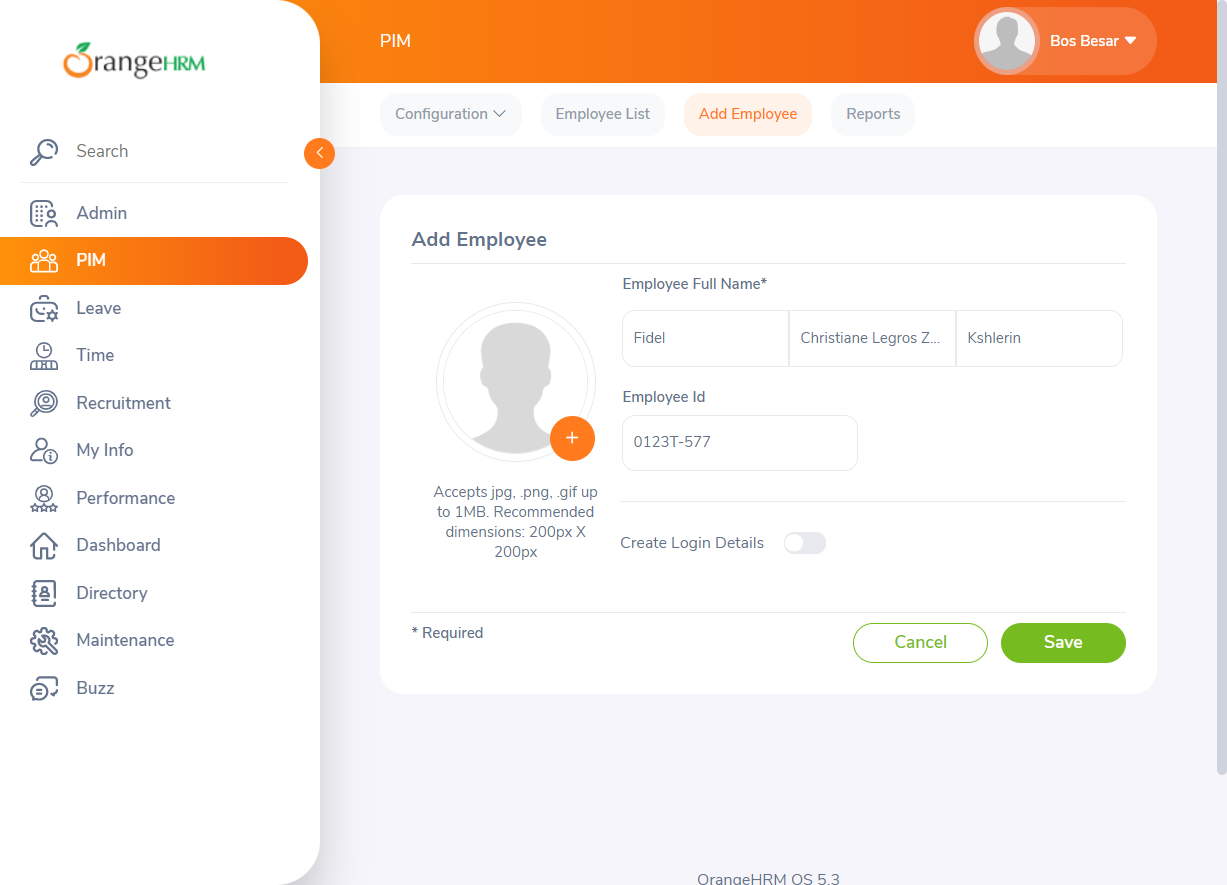 OrangeHRM
Search
Admin
PIM
Leave
Time
Recruitment
My Info
Performance
Dashboard
Directory
Maintenance
Buzz
PIM
Bos Besar
Configuration
Employee List
Add Employee
Reports
Add Employee
Employee Full Name*
Fidel
Christiane Legros Z...
Kshlerin
Employee Id
0123T-577
Accepts jpg, .png, .gif up
to 1MB. Recommended
dimensions: 200px X
200px
Create Login Details
* Required
Cancel
Save
OrangeHRM OS 5.3